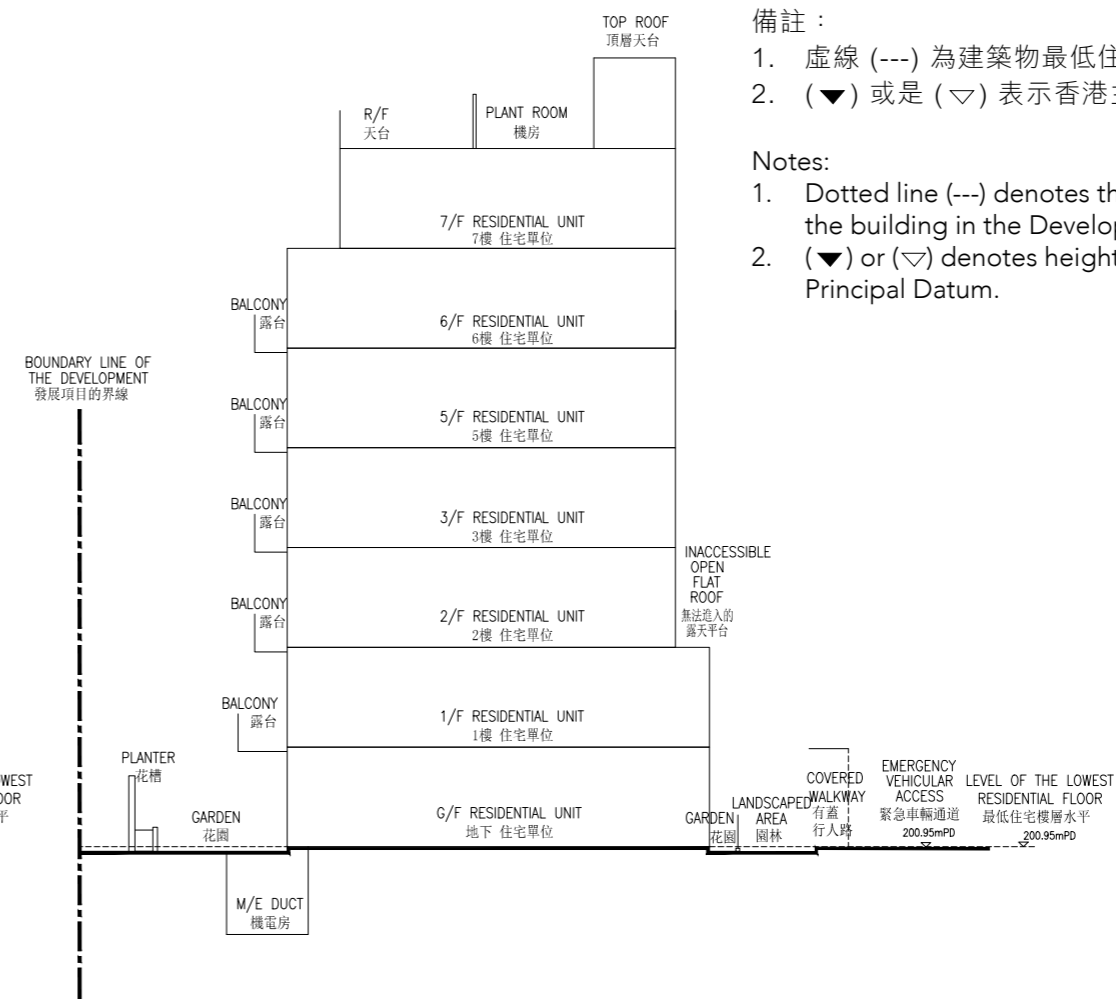 TOP ROOF
頂層天台
R/F
天台
PLANT ROOM
機房
7/F RESIDENTIAL UNIT
7樓 住宅單位
BALCONY
露台
6/F RESIDENTIAL UNIT
6樓 住宅單位
BOUNDARY LINE OF
THE DEVELOPMENT
發展項目的界線
BALCONY
露台
5/F RESIDENTIAL UNIT
5樓 住宅單位
BALCONY
露台
3/F RESIDENTIAL UNIT
3樓 住宅單位
INACCESSIBLE
OPEN
FLAT
ROOF
無法進入的
露天平台
BALCONY
露台
2/F RESIDENTIAL UNIT
2樓 住宅單位
BALCONY
露台
1/F RESIDENTIAL UNIT
1樓 住宅單位
PLANTER
花槽
GARDEN
花園
G/F RESIDENTIAL UNIT
地下 住宅單位
GARDEN
花園
LANDSCAPED
AREA
園林
COVERED
WALKWAY
有蓋
行人路
EMERGENCY
VEHICULAR
ACCESS
緊急車輛通道
200.95mPD
LEVEL OF THE LOWEST
RESIDENTIAL FLOOR
最低住宅樓層水平
200.95mPD
M/E DUCT
機電房
備註：
1. 虛線 (---) 為建築物最低
2. (▼) 或是 (▽) 表示香港
Notes:
1. Dotted line (---) denotes
the building in the
2. (▼) or (▽) denotes height
Principal Datum.